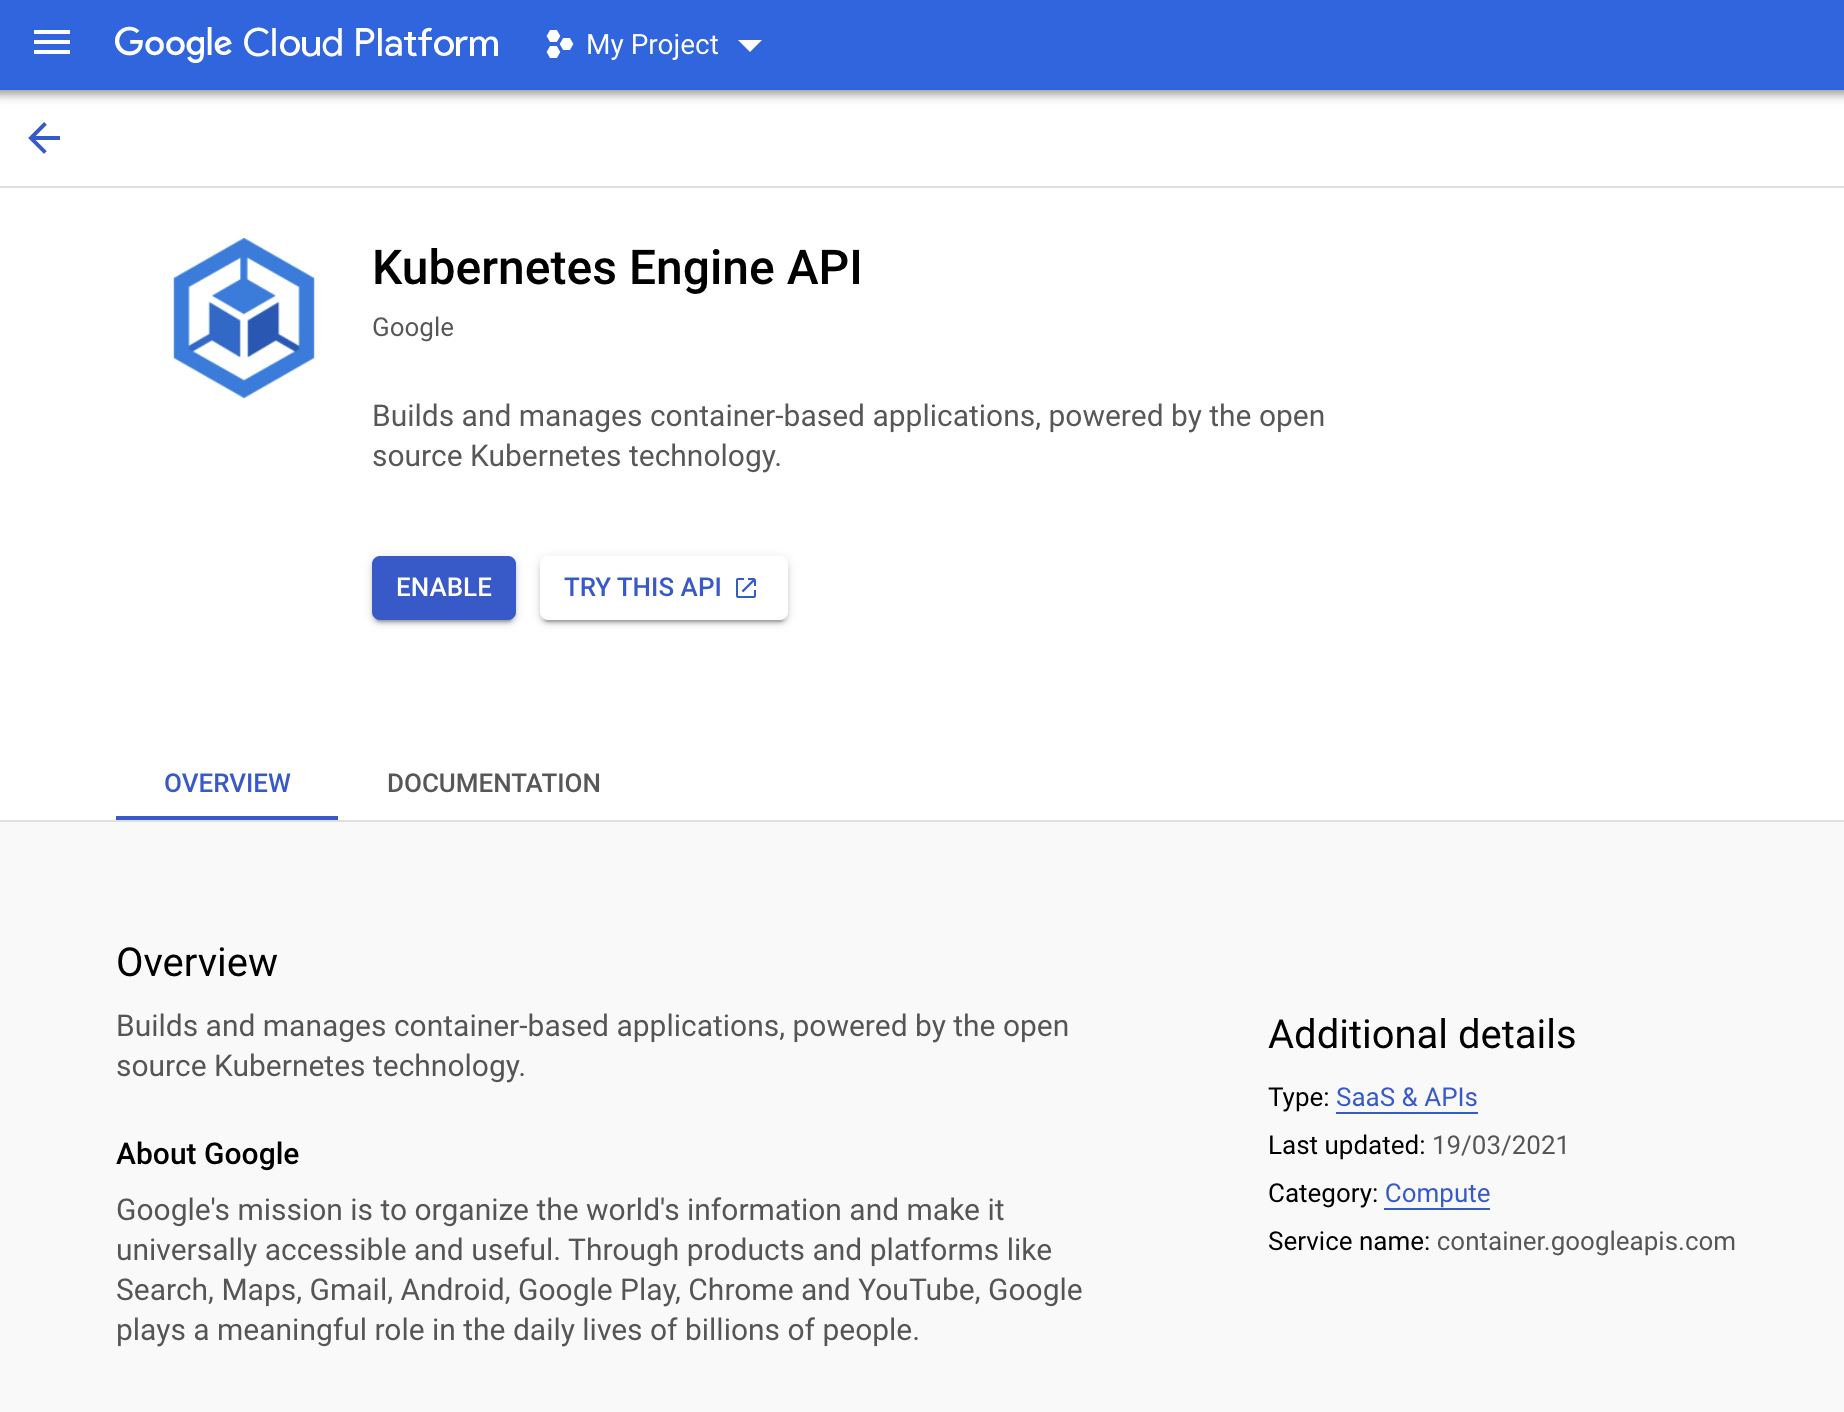 Google Cloud Platform My Project
Kubernetes Engine API
Google
Builds and manages container-based applications, powered by the open
source Kubernetes technology.
ENABLE TRY THIS API
OVERVIEW DOCUMENTATION
Overview
Builds and manages container-based applications, powered by the open
source Kubernetes technology.
About Google
Google's mission is to organize the world's information and make it
universally accessible and useful. Through products and platforms like
Search, Maps, Gmail, Android, Google Play, Chrome and YouTube, Google
plays a meaningful role in the daily lives of billions of people.
Additional details
Type: SaaS & APIs
Last updated: 19/03/2021
Category: Compute
Service name: container.googleapis.com